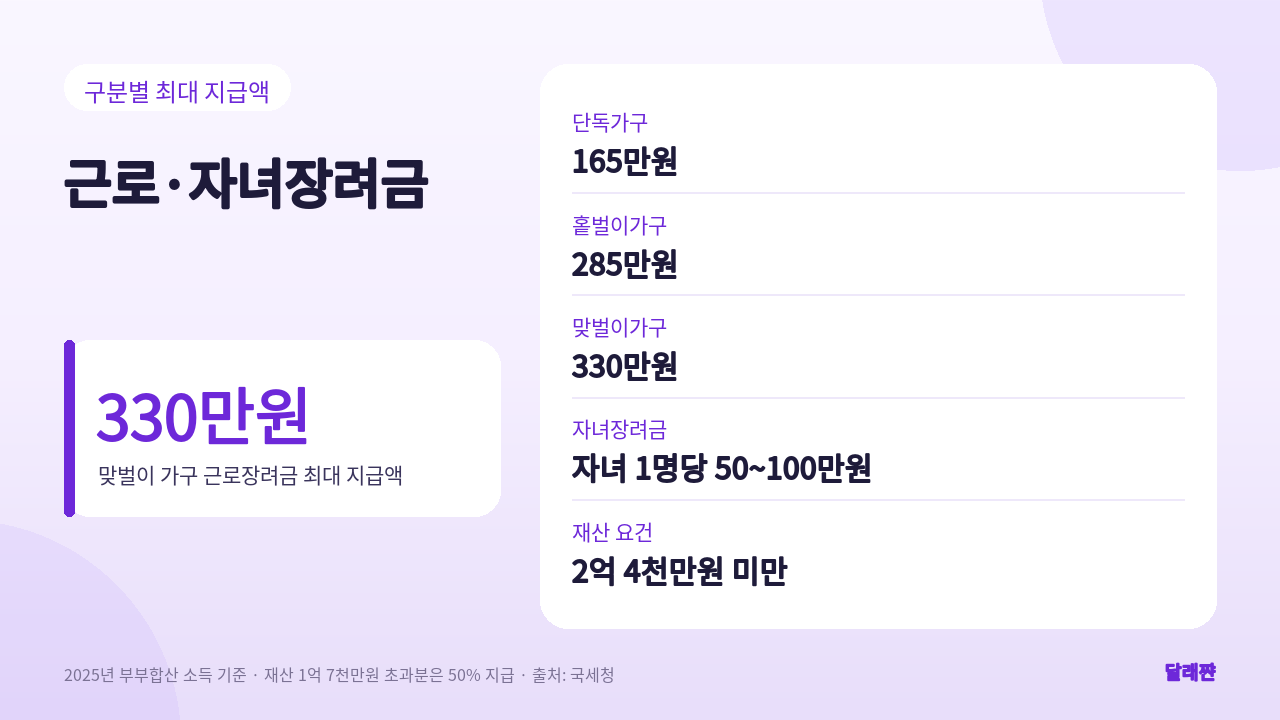 구분별 최대 지급액
근로·자녀장려금
330만원
맞벌이 가구 근로장려금 최대 지급액
단독가구
165만원
홑벌이가구
285만원
맞벌이가구
330만원
자녀장려금
자녀 1명당 50~100만원
재산 요건
2억 4천만원 미만
2025년 부부합산 소득 기준 · 재산 1억 7천만원 초과분은 50% 지급 · 출처: 국세청
달래쨘